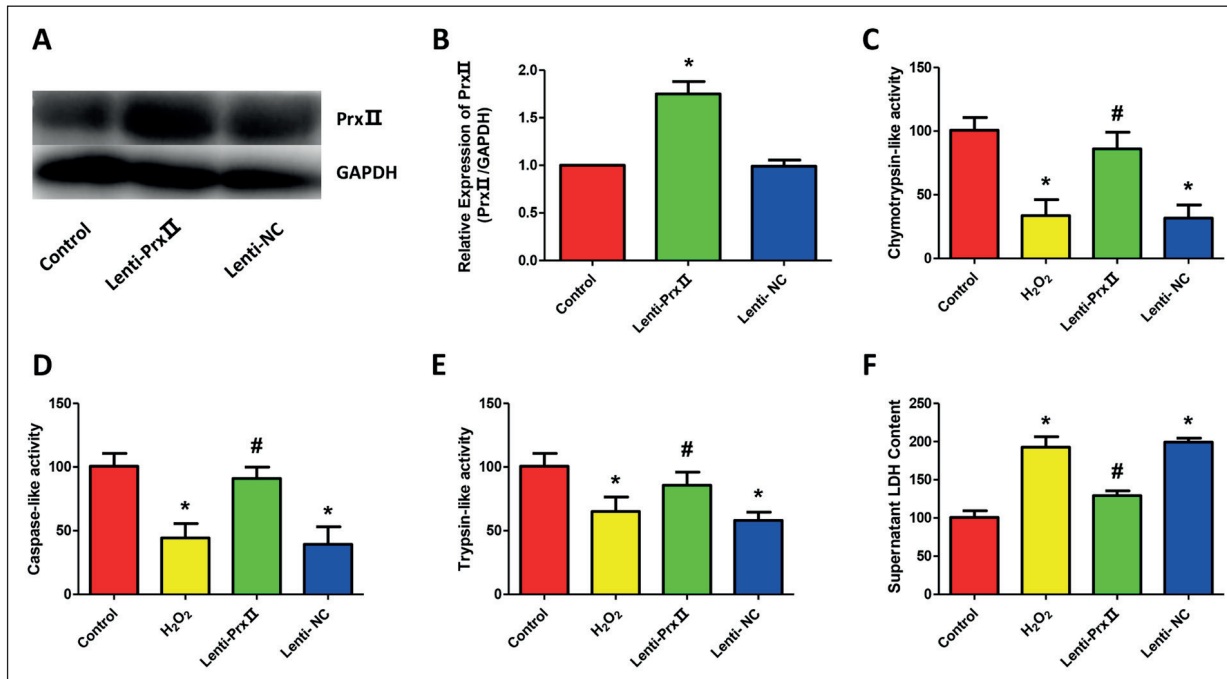 A
PrxⅡ
GAPDH
Control
Lenti-PrxⅡ
Lenti-NC
B
Relative Expression of PrxⅡ
(PrxⅡ/GAPDH)
2.0
1.5
1.0
0.5
0.0
*
Control
Lenti-PrxⅡ
Lenti- NC
C
Chymotrypsin-like activity
150
100
50
0
*
#
*
Control
H₂O₂
Lenti-PrxⅡ
Lenti- NC
D
Caspase-like activity
150
100
50
0
*
#
*
Control
H₂O₂
Lenti-PrxⅡ
Lenti- NC
E
Trypsin-like activity
150
100
50
0
*
#
*
Control
H₂O₂
Lenti-PrxⅡ
Lenti- NC
F
Supernatant LDH Content
250
200
150
100
50
0
*
#
*
Control
H₂O₂
Lenti-PrxⅡ
Lenti- NC